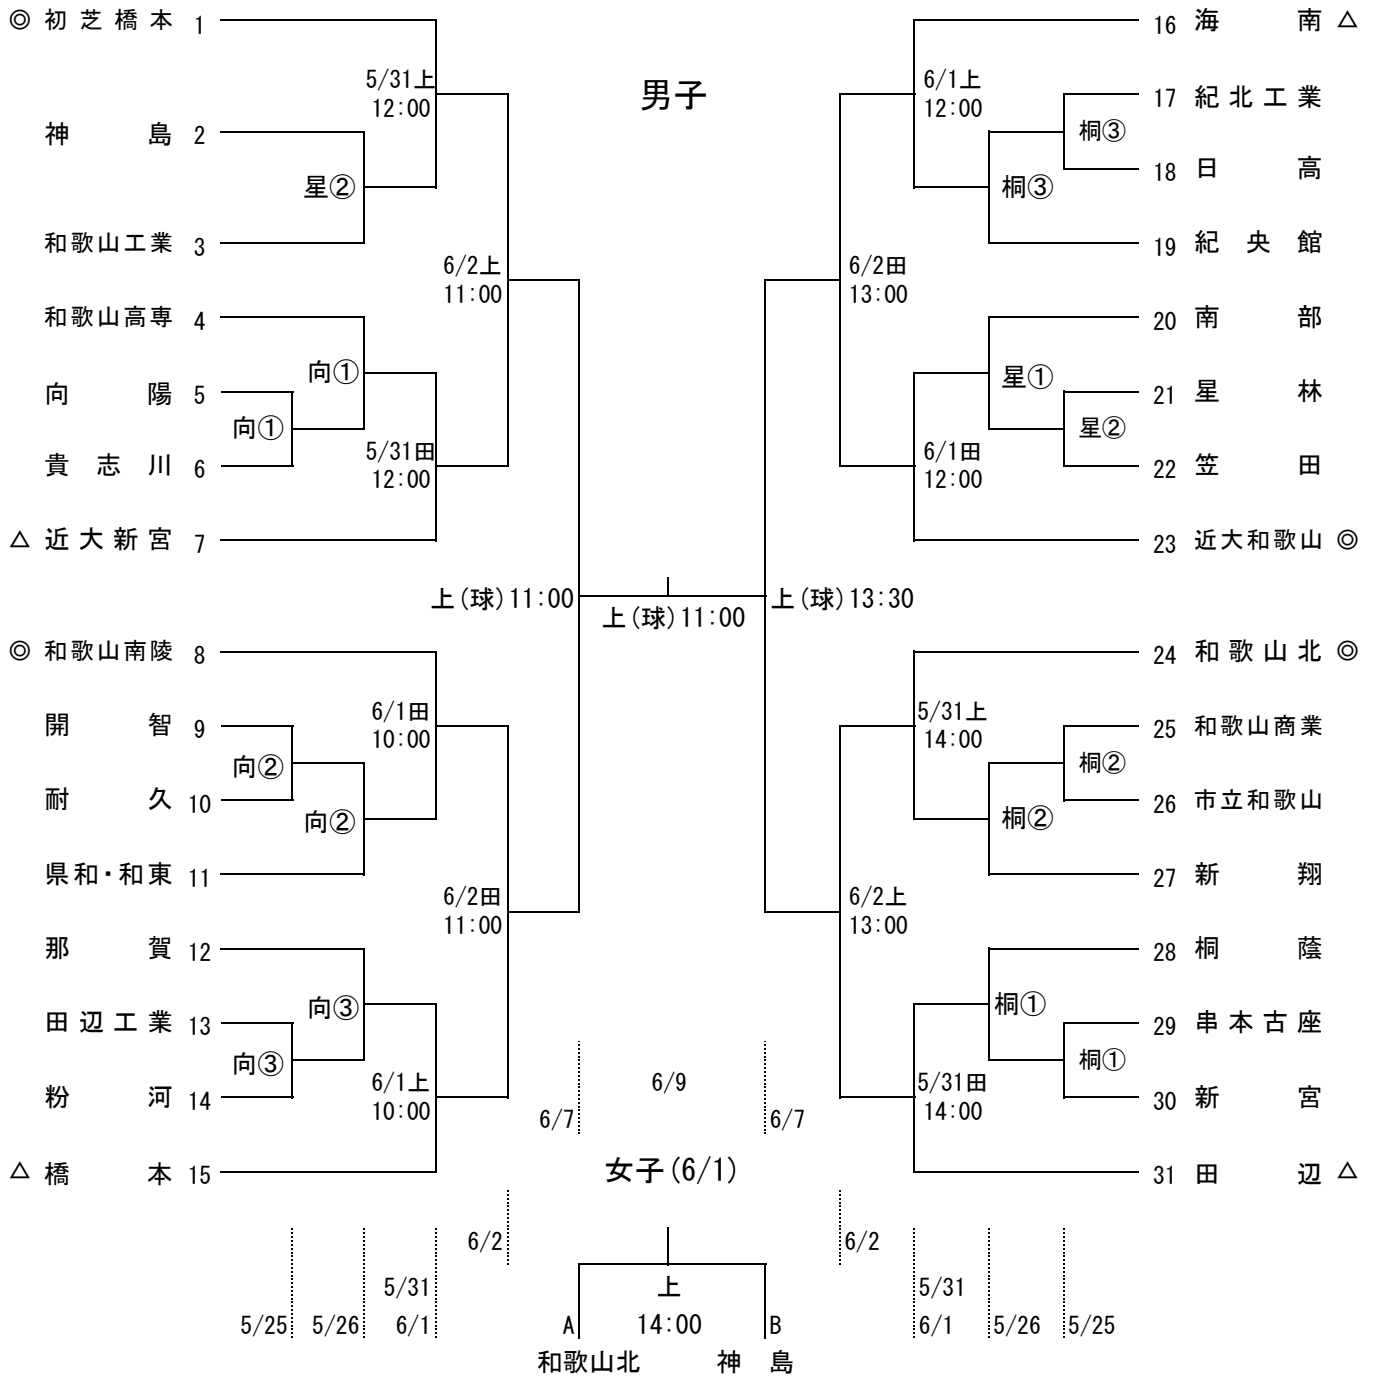 男子
◎ 初芝橋本 1
5/31上
12:00
神島 2
星②
和歌山工業 3
6/2上
11:00
和歌山高専 4
向①
向陽 5
向①
貴志川 6
5/31田
12:00
△ 近大新宮 7
上(球)11:00
◎ 和歌山南陵 8
6/1田
10:00
開智 9
向②
耐久 10
向②
県和・和東 11
6/2田
11:00
那賀 12
向③
田辺工業 13
向③
粉河 14
6/1上
10:00
△ 橋本 15
上(球)11:00
16 海南 △
6/1上
12:00
17 紀北工業
桐③
18 日高
桐③
19 紀央館
6/2田
13:00
20 南部
星①
21 星林
星②
22 笠田
6/1田
12:00
23 近大和歌山 ◎
上(球)13:30
24 和歌山北 ◎
5/31上
14:00
25 和歌山商業
桐②
26 市立和歌山
桐②
27 新翔
6/2上
13:00
28 桐蔭
桐①
29 串本古座
桐①
30 新宮
5/31田
14:00
31 田辺 △
6/9
6/7
6/7
女子(6/1)
6/2
6/2
5/31
上
5/31
5/25
5/26
6/1
A
14:00
B
6/1
5/26
5/25
和歌山北
神島